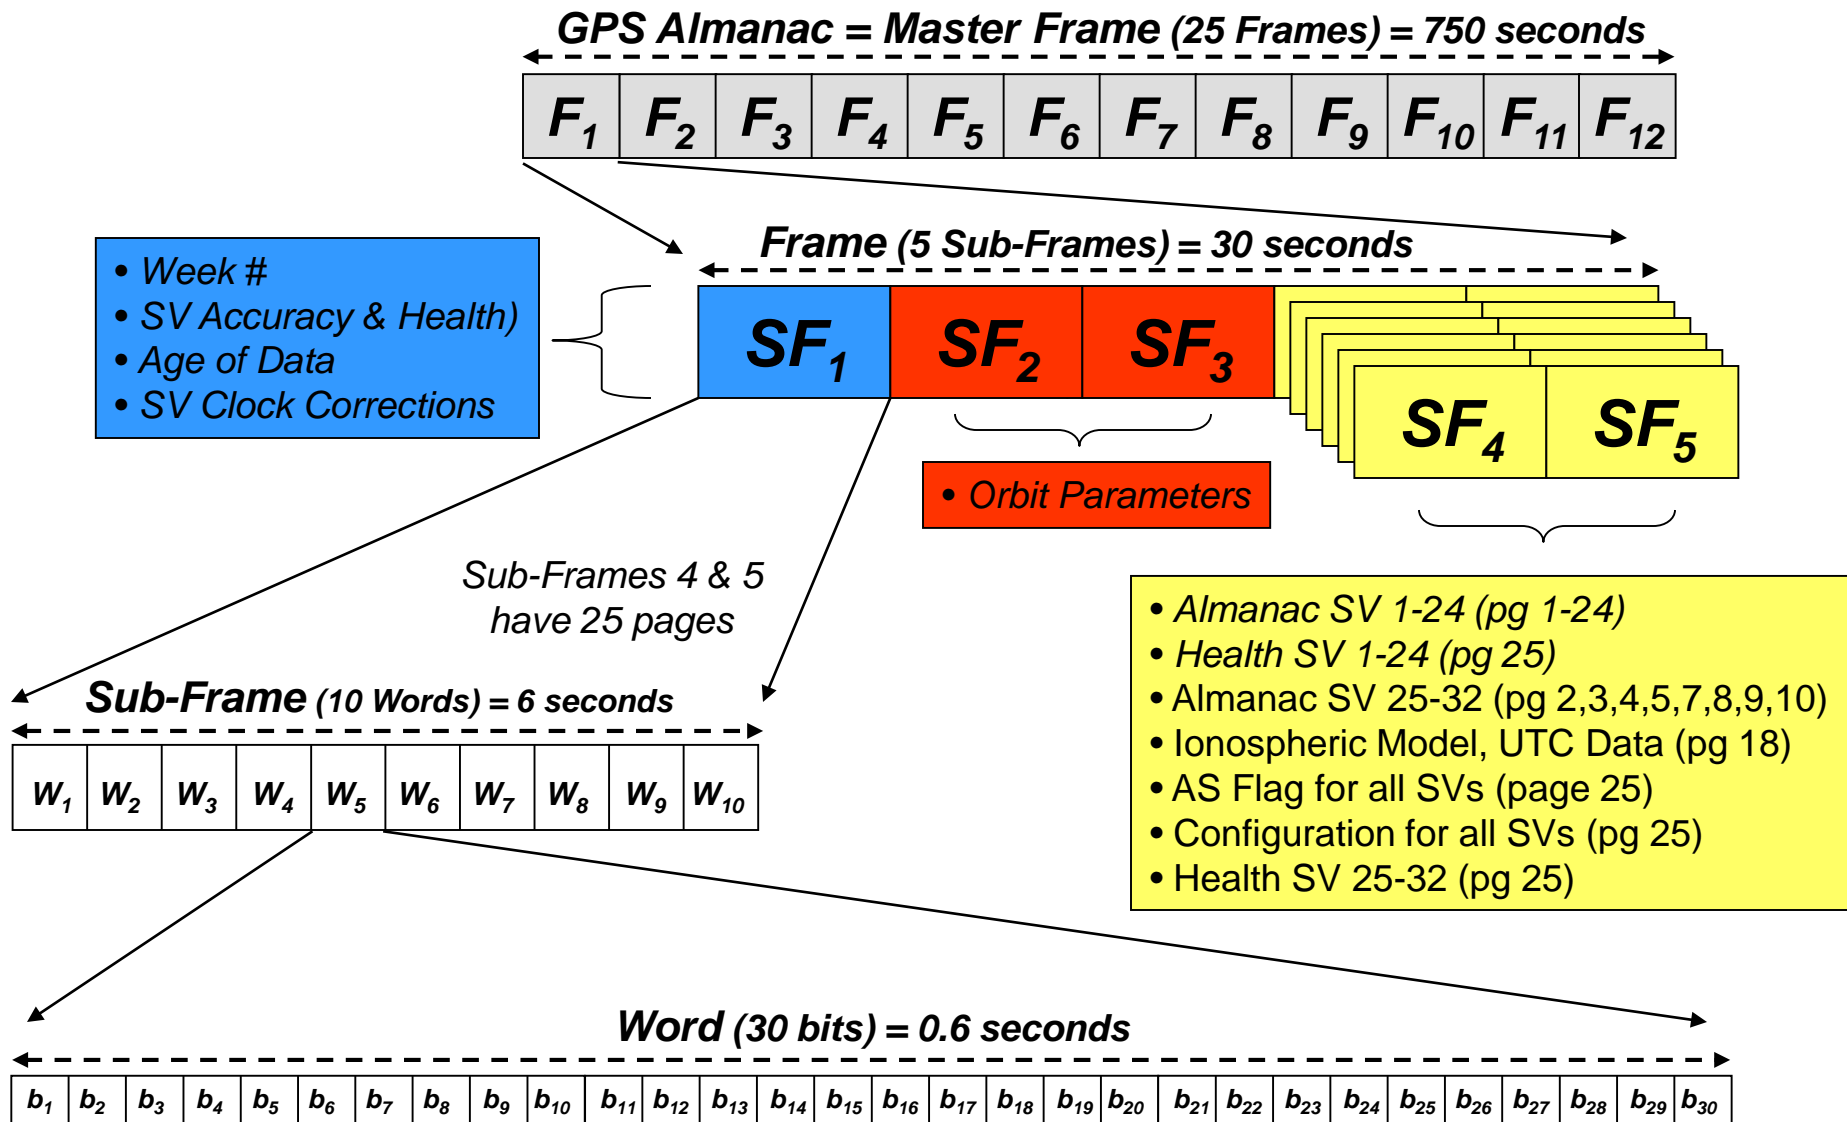 GPS Almanac = Master Frame (25 Frames) = 750 seconds
F1 F2 F3 F4 F5 F6 F7 F8 F9 F10 F11 F12
Frame (5 Sub-Frames) = 30 seconds
• Week #
• SV Accuracy & Health)
• Age of Data
• SV Clock Corrections
SF1 SF2 SF3
SF4 SF5
• Orbit Parameters
Sub-Frames 4 & 5
have 25 pages
• Almanac SV 1-24 (pg 1-24)
• Health SV 1-24 (pg 25)
• Almanac SV 25-32 (pg 2,3,4,5,7,8,9,10)
• Ionospheric Model, UTC Data (pg 18)
• AS Flag for all SVs (page 25)
• Configuration for all SVs (pg 25)
• Health SV 25-32 (pg 25)
Sub-Frame (10 Words) = 6 seconds
W1 W2 W3 W4 W5 W6 W7 W8 W9 W10
Word (30 bits) = 0.6 seconds
b1 b2 b3 b4 b5 b6 b7 b8 b9 b10 b11 b12 b13 b14 b15 b16 b17 b18 b19 b20 b21 b22 b23 b24 b25 b26 b27 b28 b29 b30